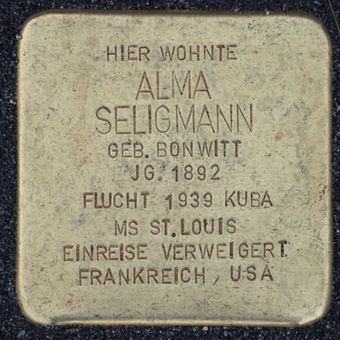 HIER WOHNTE
ALMA
SELIGMANN
GEB. BONWITT
JG. 1892
FLUCHT 1939 KUBA
MS ST. LOUIS
EINREISE VERWEIGERT
FRANKREICH, USA